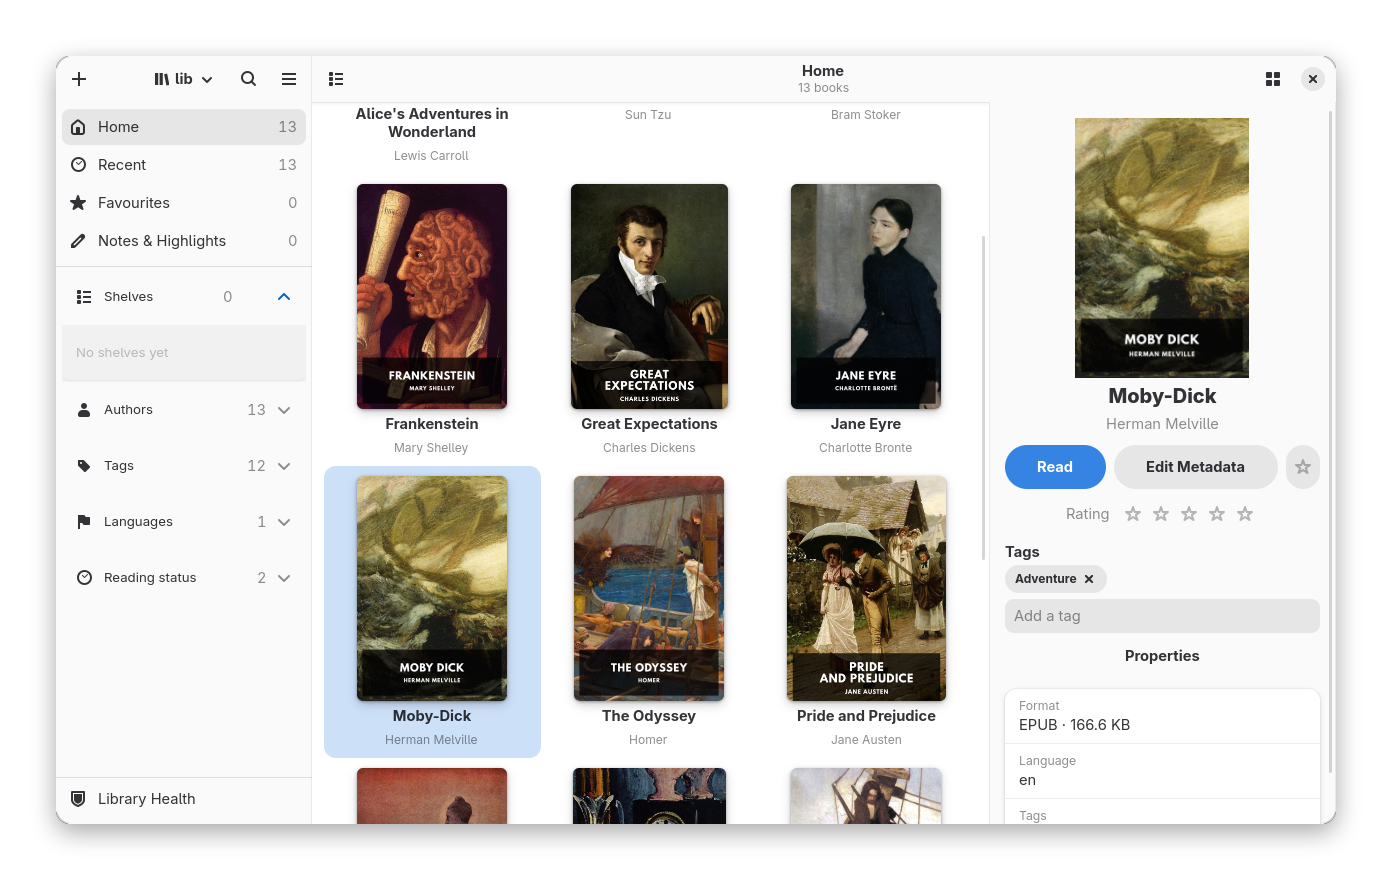 lib
Home 13
Recent 13
Favourites 0
Notes & Highlights 0
Shelves 0
No shelves yet
Authors 13
Tags 12
Languages 1
Reading status 2
Library Health
Home
13 books
Alice's Adventures in
Wonderland
Lewis Carroll
Sun Tzu
Bram Stoker
FRANKENSTEIN
MARY SHELLEY
Frankenstein
Mary Shelley
GREAT
EXPECTATIONS
CHARLES DICKENS
Great Expectations
Charles Dickens
JANE EYRE
CHARLOTTE BRONTË
Jane Eyre
Charlotte Bronte
MOBY DICK
HERMAN MELVILLE
Moby-Dick
Herman Melville
THE ODYSSEY
HOMER
The Odyssey
Homer
PRIDE
AND PREJUDICE
JANE AUSTEN
Pride and Prejudice
Jane Austen
MOBY DICK
HERMAN MELVILLE
Moby-Dick
Herman Melville
Read
Edit Metadata
Rating
Tags
Adventure
Add a tag
Properties
Format
EPUB · 166.6 KB
Language
en
Tags